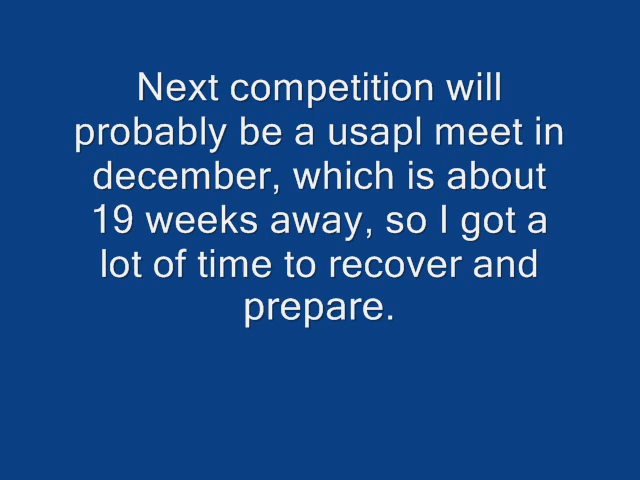 Next competition will
probably be a usapl meet in
december, which is about
19 weeks away, so I got a
lot of time to recover and
prepare.